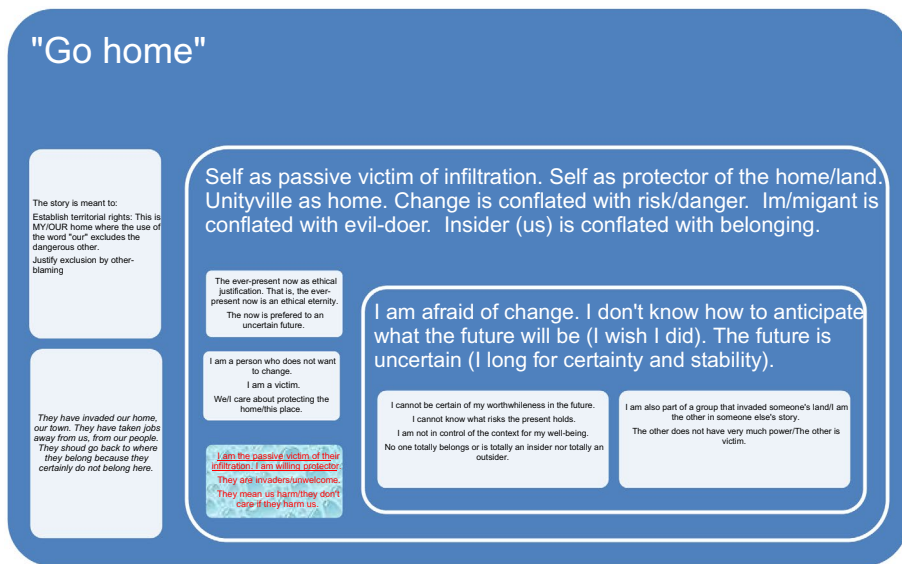 "Go home"
The story is meant to:
Establish territorial rights: This is
MY/OUR home where the use of
the word "our" excludes the
dangerous other.
Justify exclusion by other-
blaming
They have invaded our home,
our town. They have taken jobs
away from us, from our people.
They shoud go back to where
they belong because they
certainly do not belong here.
Self as passive victim of infiltration. Self as protector of the home/land.
Unityville as home. Change is conflated with risk/danger.  Im/migant is
conflated with evil-doer.  Insider (us) is conflated with belonging.
The ever-present now as ethical
justification. That is, the ever-
present now is an ethical eternity.
The now is prefered to an
uncertain future.
I am a person who does not want
to change.
I am a victim.
We/I care about protecting the
home/this place.
I am the passive victim of their
infiltration. I am willing protector.
They are invaders/unwelcome.
They mean us harm/they don't
care if they harm us.
I am afraid of change. I don't know how to anticipate
what the future will be (I wish I did). The future is
uncertain (I long for certainty and stability).
I cannot be certain of my worthwhileness in the future.
I cannot know what risks the present holds.
I am not in control of the context for my well-being.
No one totally belongs or is totally an insider nor totally an
outsider.
I am also part of a group that invaded someone's land/I am
the other in someone else's story.
The other does not have very much power/The other is
victim.